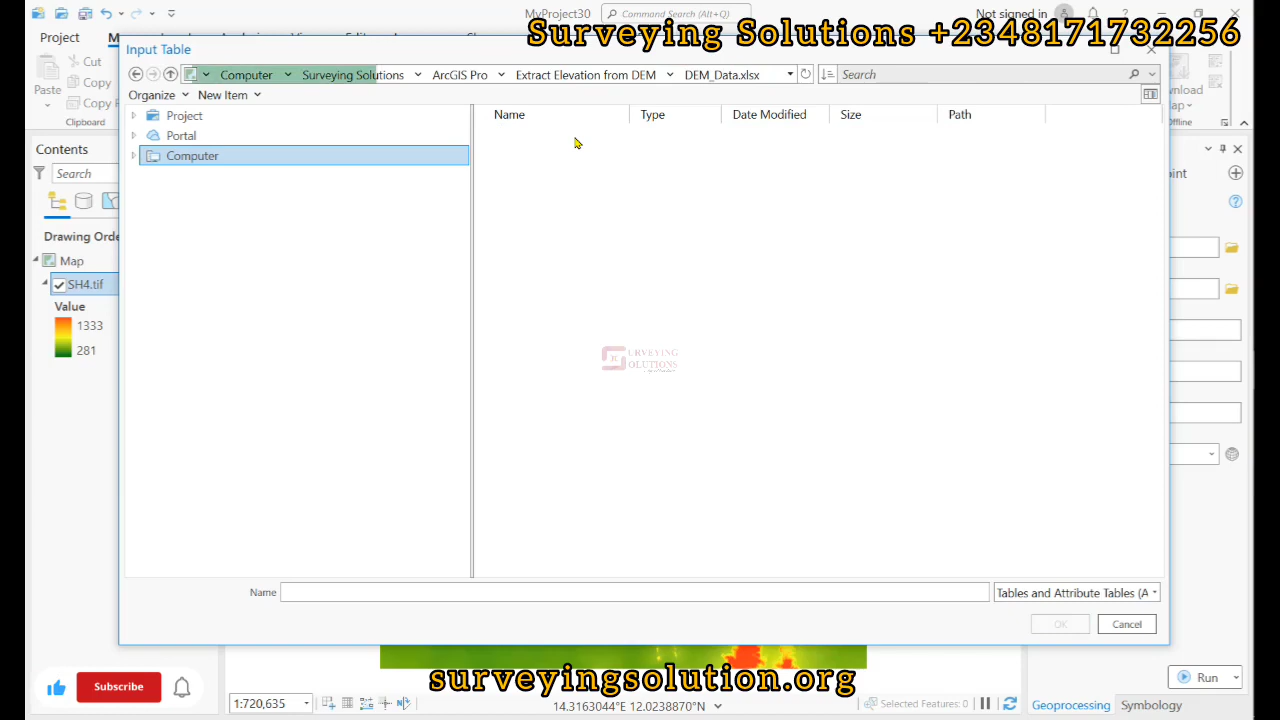 MyProject30
Command Search (Alt+Q)
Not signed in
Surveying Solutions +2348171732256
Project
Input Table
Cut
Copy
Copy
Paste
Clipboard
Computer
Surveying Solutions
ArcGIS Pro
Extract Elevation from DEM
DEM_Data.xlsx
Search
Organize
New Item
Project
Portal
Computer
Name
Type
Date Modified
Size
Path
Contents
Search
Map
SH4.tif
Value
1333
281
URVEYING
OLUTIONS
Name
Tables and Attribute Tables (A
OK
Cancel
surveyingsolution.org
Subscribe
1:720,635
14.3163044°E 12.0238870°N
Selected Features: 0
Run
Geoprocessing
Symbology